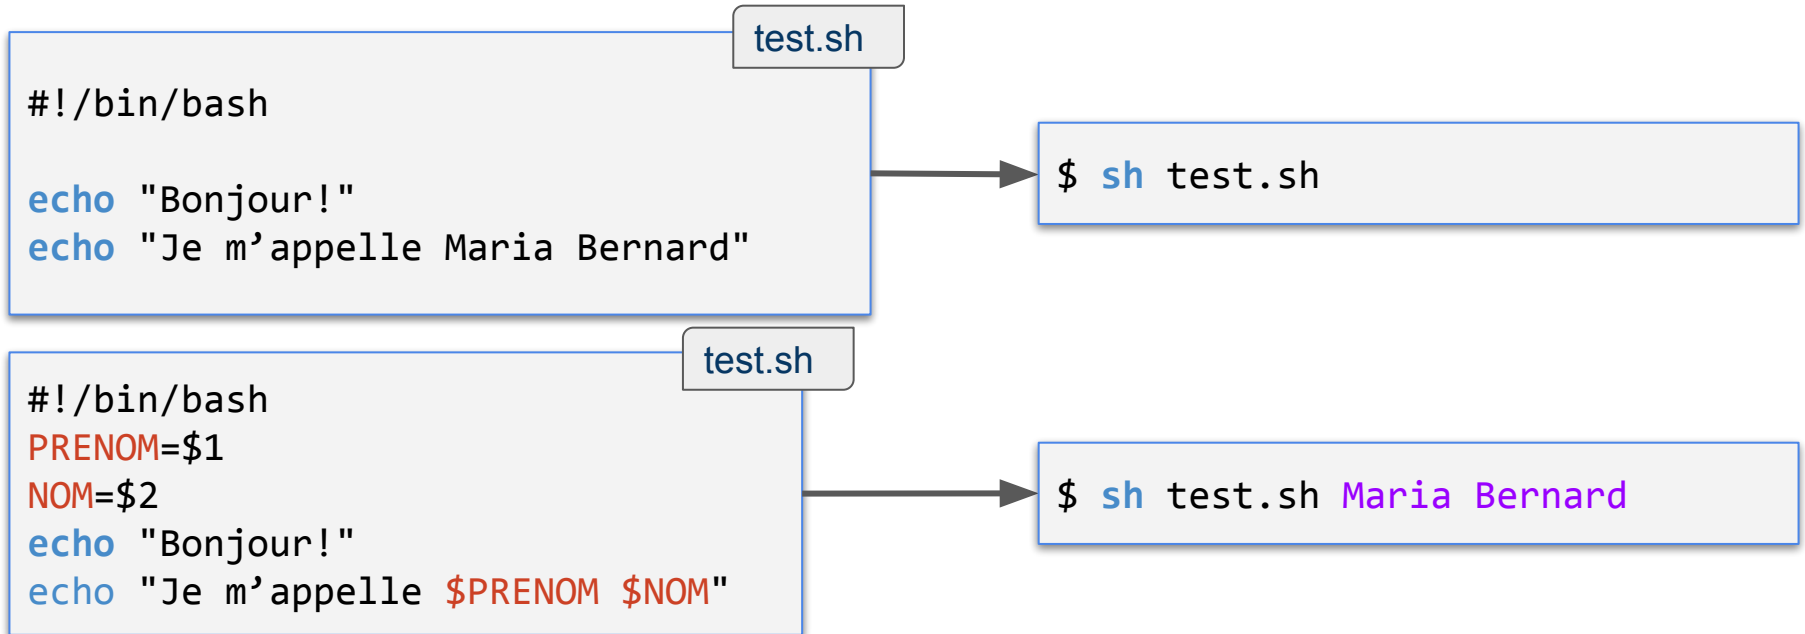 test.sh
#!/bin/bash
echo "Bonjour!"
echo "Je m’appelle Maria Bernard"
$ sh test.sh
test.sh
#!/bin/bash
PRENOM=$1
NOM=$2
echo "Bonjour!"
echo "Je m’appelle $PRENOM $NOM"
$ sh test.sh Maria Bernard